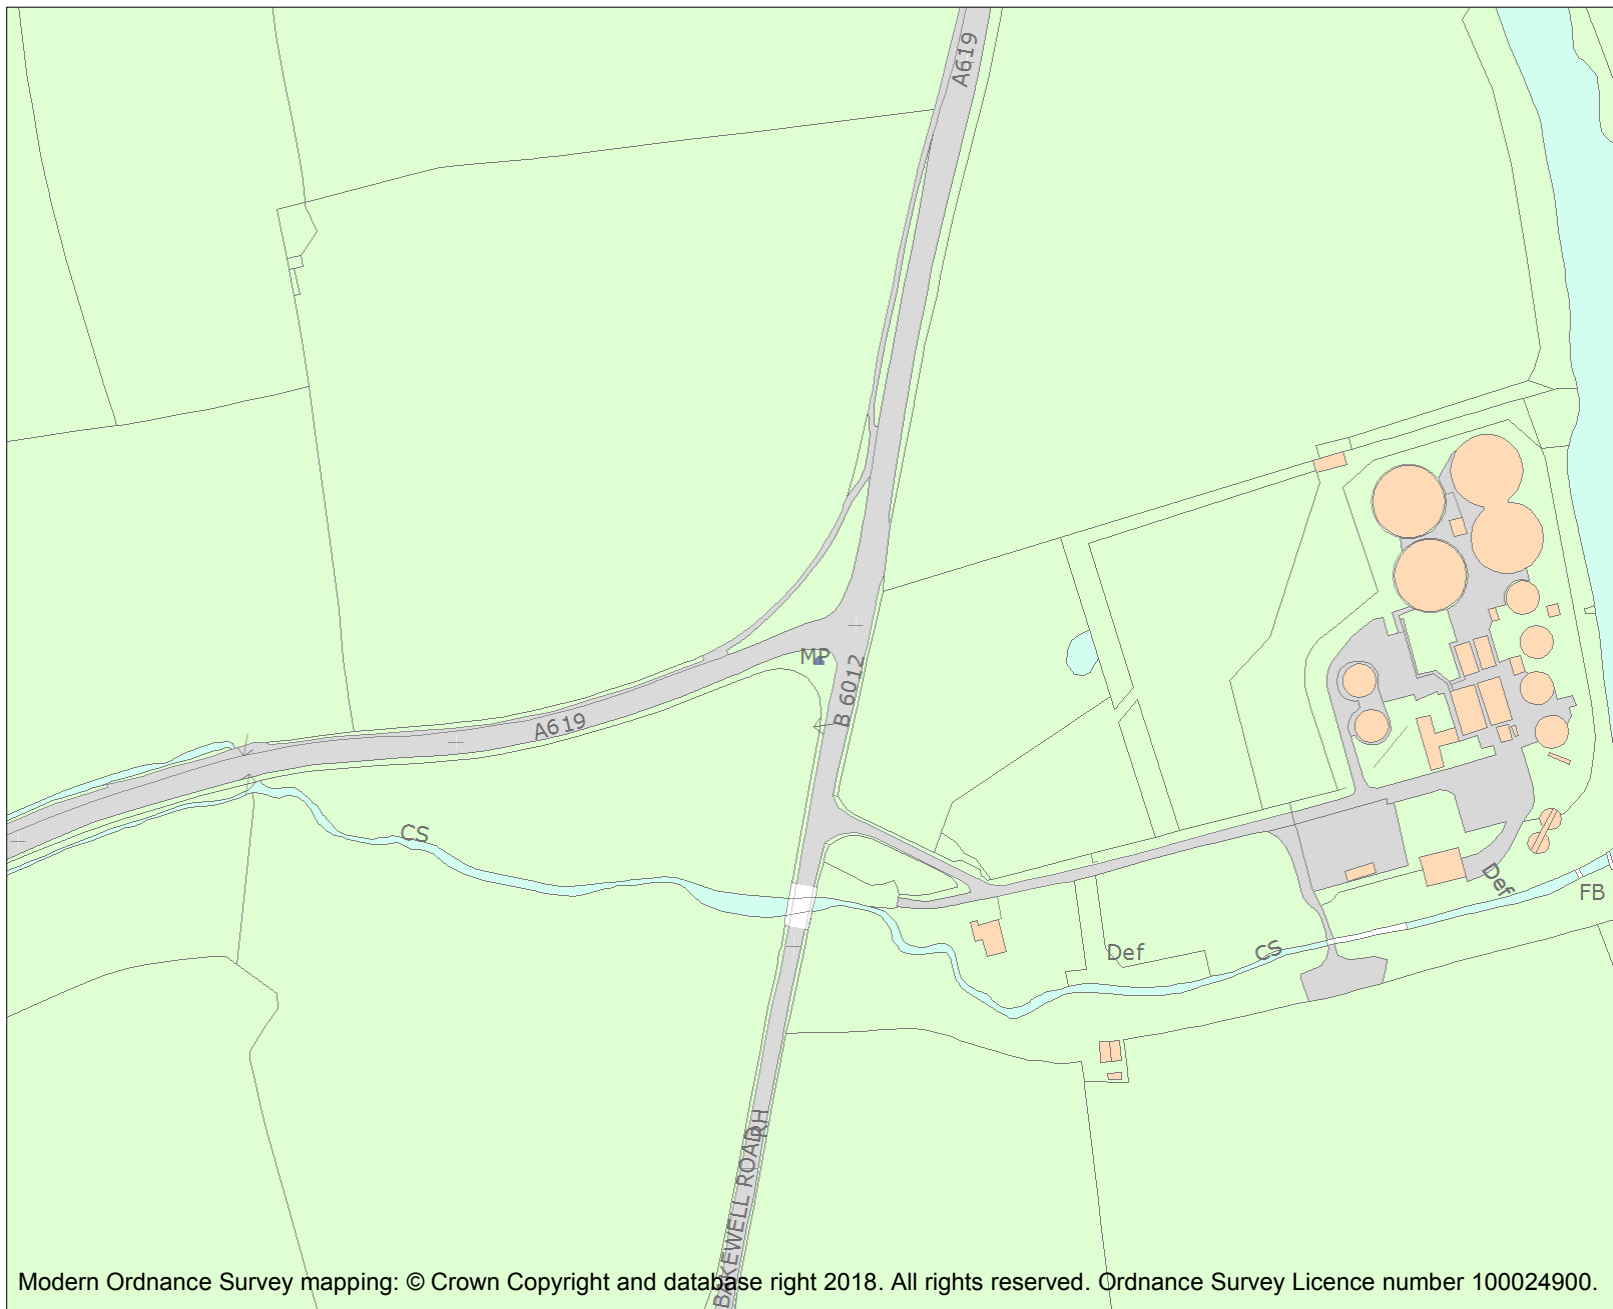 A619
MP
B 6012
A619
CS
Def
FB
Def
CS
RH
BAKEWELL ROAD
Modern Ordnance Survey mapping: © Crown Copyright and database right 2018. All rights reserved. Ordnance Survey Licence number 100024900.